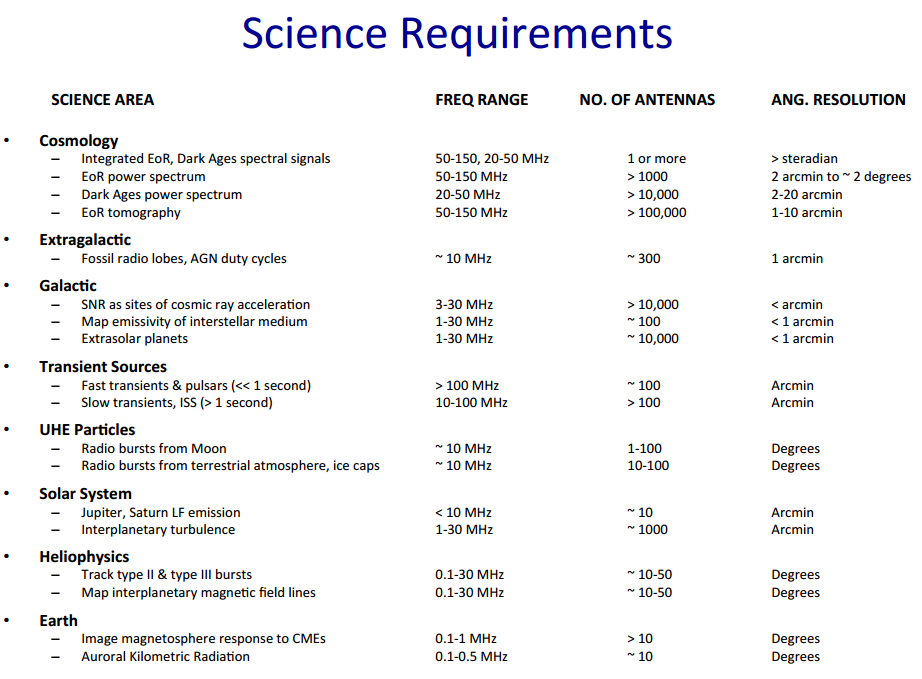 Science Requirements
SCIENCE AREA FREQ RANGE NO. OF ANTENNAS ANG. RESOLUTION
• Cosmology
– Integrated EoR, Dark Ages spectral signals 50-150, 20-50 MHz 1 or more > steradian
– EoR power spectrum 50-150 MHz > 1000 2 arcmin to ~ 2 degrees
– Dark Ages power spectrum 20-50 MHz > 10,000 2-20 arcmin
– EoR tomography 50-150 MHz > 100,000 1-10 arcmin
• Extragalactic
– Fossil radio lobes, AGN duty cycles ~ 10 MHz ~ 300 1 arcmin
• Galactic
– SNR as sites of cosmic ray acceleration 3-30 MHz > 10,000 < arcmin
– Map emissivity of interstellar medium 1-30 MHz ~ 100 < 1 arcmin
– Extrasolar planets 1-30 MHz ~ 10,000 < 1 arcmin
• Transient Sources
– Fast transients & pulsars (<< 1 second) > 100 MHz ~ 100 Arcmin
– Slow transients, ISS (> 1 second) 10-100 MHz > 100 Arcmin
• UHE Particles
– Radio bursts from Moon ~ 10 MHz 1-100 Degrees
– Radio bursts from terrestrial atmosphere, ice caps ~ 10 MHz 10-100 Degrees
• Solar System
– Jupiter, Saturn LF emission < 10 MHz ~ 10 Arcmin
– Interplanetary turbulence 1-30 MHz ~ 1000 Arcmin
• Heliophysics
– Track type II & type III bursts 0.1-30 MHz ~ 10-50 Degrees
– Map interplanetary magnetic field lines 0.1-30 MHz ~ 10-50 Degrees
• Earth
– Image magnetosphere response to CMEs 0.1-1 MHz > 10 Degrees
– Auroral Kilometric Radiation 0.1-0.5 MHz ~ 10 Degrees